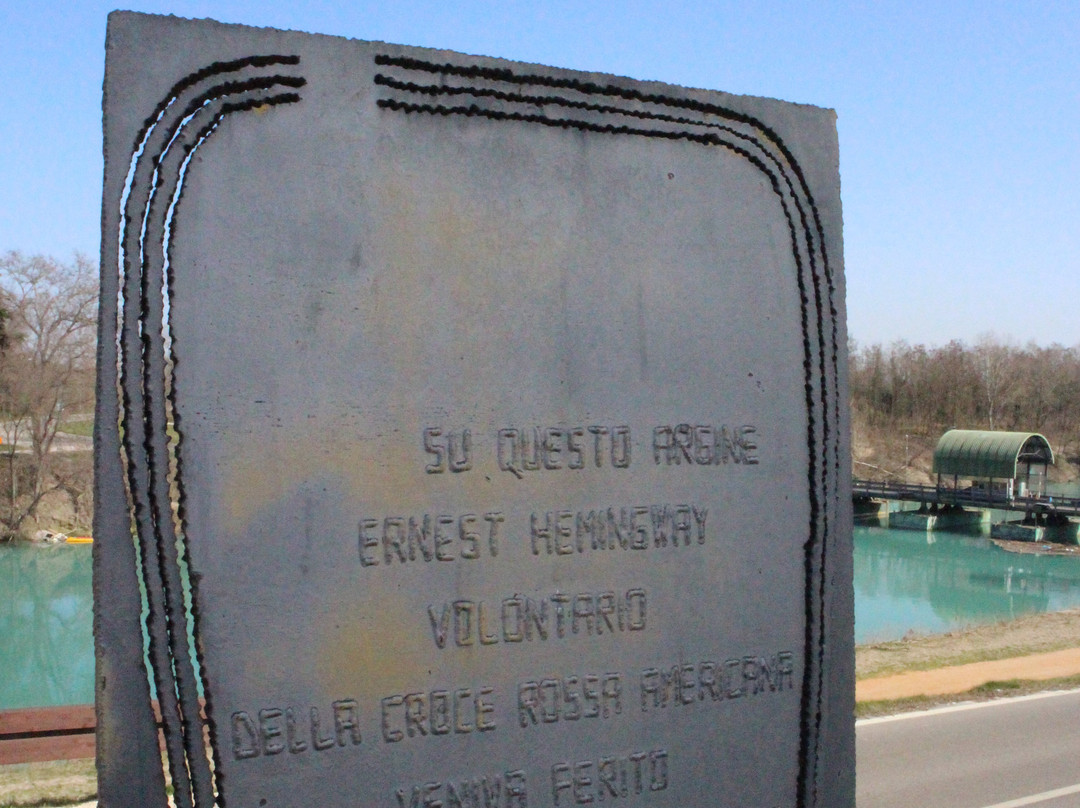 SU QUESTO ARGINE
ERNEST HEMINGWAY
VOLONTARIO
DELLA CROCE ROSSA AMERICANA
VENIVA FERITO